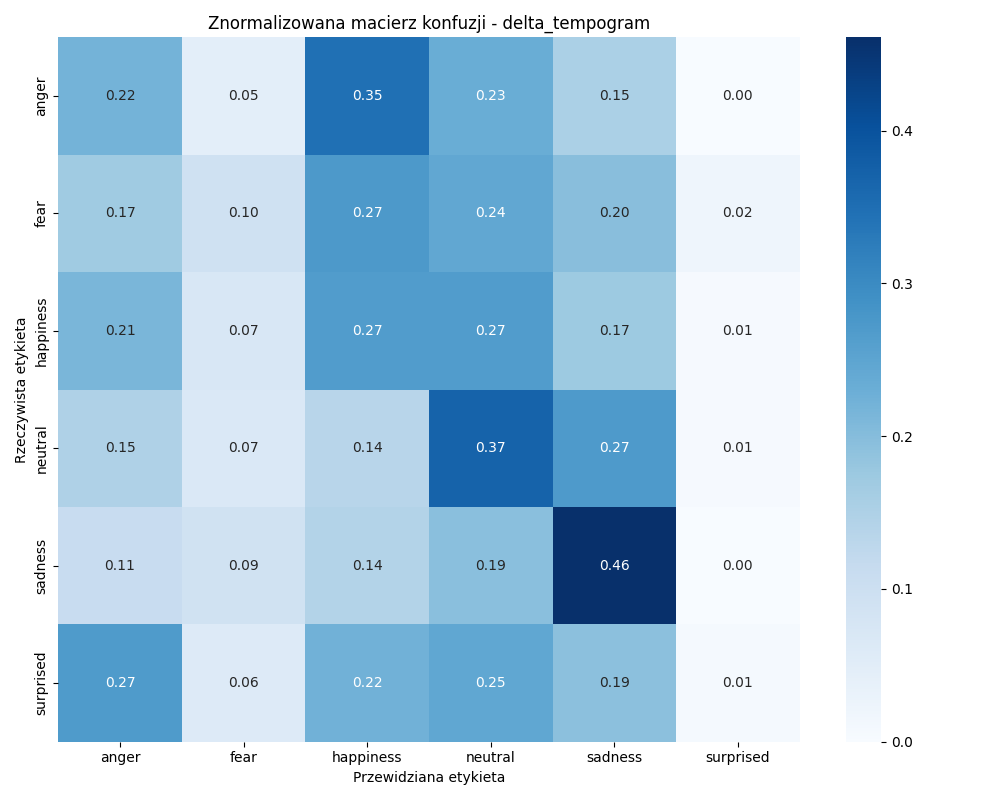 Znormalizowana macierz konfuzji - delta_tempogram
Rzeczywista etykieta
anger
0.22 0.05 0.35 0.23 0.15 0.00
fear
0.17 0.10 0.27 0.24 0.20 0.02
happiness
0.21 0.07 0.27 0.27 0.17 0.01
neutral
0.15 0.07 0.14 0.37 0.27 0.01
sadness
0.11 0.09 0.14 0.19 0.46 0.00
surprised
0.27 0.06 0.22 0.25 0.19 0.01
anger fear happiness neutral sadness surprised
Przewidziana etykieta
0.4
0.3
0.2
0.1
0.0